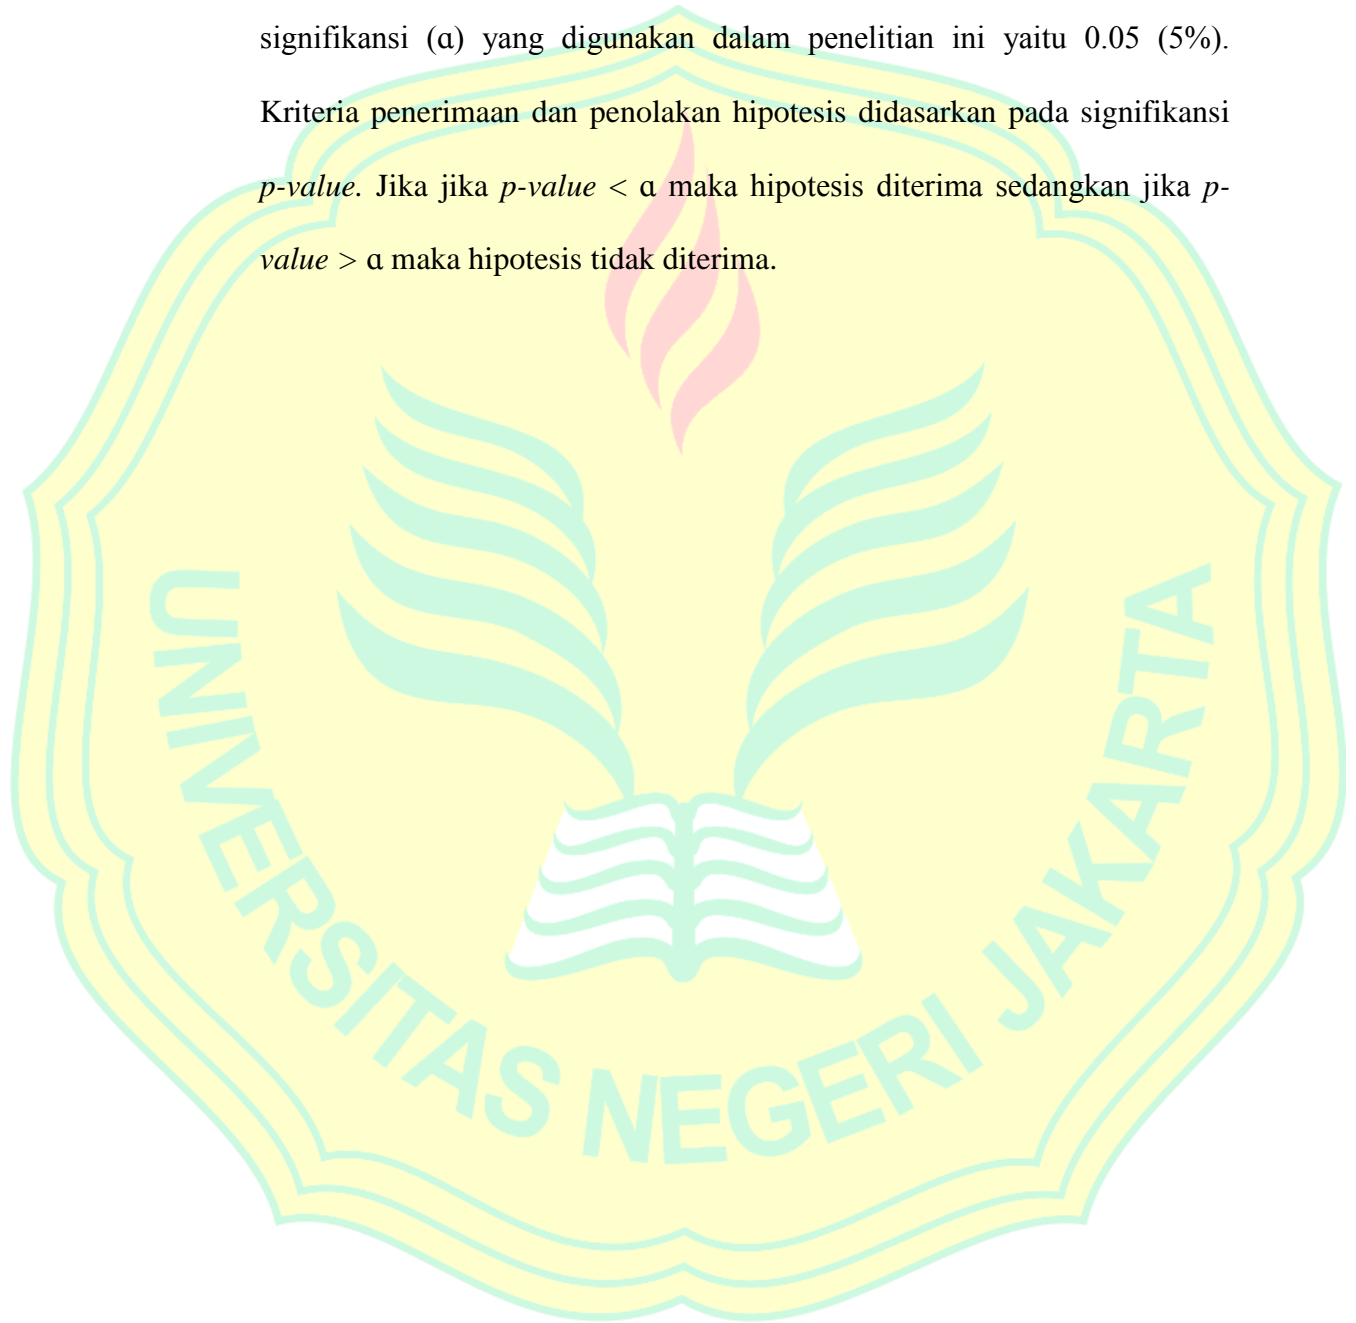 signifikansi (ɑ) yang digunakan dalam penelitian ini yaitu 0.05 (5%).
Kriteria penerimaan dan penolakan hipotesis didasarkan pada signifikansi
p-value. Jika jika p-value < ɑ maka hipotesis diterima sedangkan jika p-
value > ɑ maka hipotesis tidak diterima.
UNIVERSITAS NEGERI JAKARTA